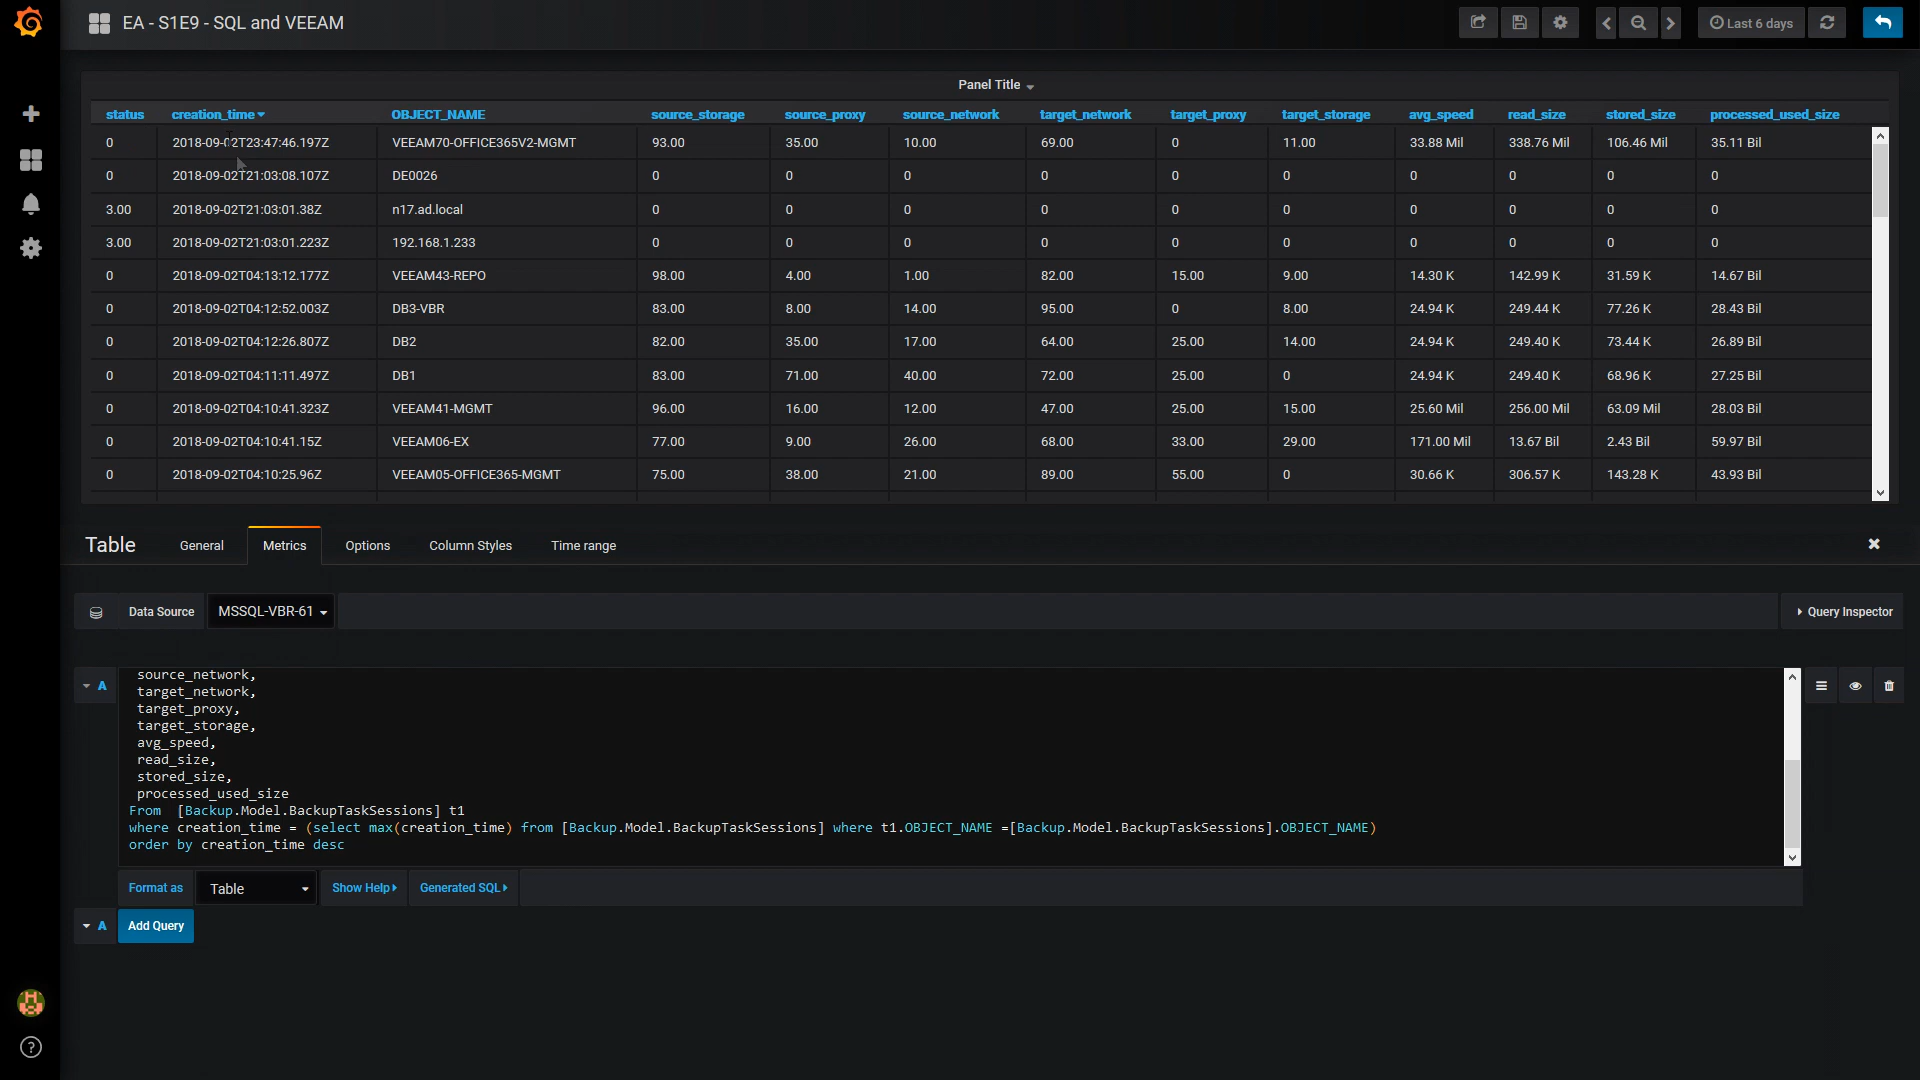 EA - S1E9 - SQL and VEEAM
Last 6 days
Panel Title
status creation_time OBJECT_NAME source_storage source_proxy source_network target_network target_proxy target_storage avg_speed read_size stored_size processed_used_size
0 2018-09-02T23:47:46.197Z VEEAM70-OFFICE365V2-MGMT 93.00 35.00 10.00 69.00 0 11.00 33.88 Mil 338.76 Mil 106.46 Mil 35.11 Bil
0 2018-09-02T21:03:08.107Z DE0026 0 0 0 0 0 0 0 0 0 0
3.00 2018-09-02T21:03:01.38Z n17.ad.local 0 0 0 0 0 0 0 0 0 0
3.00 2018-09-02T21:03:01.223Z 192.168.1.233 0 0 0 0 0 0 0 0 0 0
0 2018-09-02T04:13:12.177Z VEEAM43-REPO 98.00 4.00 1.00 82.00 15.00 9.00 14.30 K 142.99 K 31.59 K 14.67 Bil
0 2018-09-02T04:12:52.003Z DB3-VBR 83.00 8.00 14.00 95.00 0 8.00 24.94 K 249.44 K 77.26 K 28.43 Bil
0 2018-09-02T04:12:26.807Z DB2 82.00 35.00 17.00 64.00 25.00 14.00 24.94 K 249.40 K 73.44 K 26.89 Bil
0 2018-09-02T04:11:11.497Z DB1 83.00 71.00 40.00 72.00 25.00 0 24.94 K 249.40 K 68.96 K 27.25 Bil
0 2018-09-02T04:10:41.323Z VEEAM41-MGMT 96.00 16.00 12.00 47.00 25.00 15.00 25.60 Mil 256.00 Mil 63.09 Mil 28.03 Bil
0 2018-09-02T04:10:41.15Z VEEAM06-EX 77.00 9.00 26.00 68.00 33.00 29.00 171.00 Mil 13.67 Bil 2.43 Bil 59.97 Bil
0 2018-09-02T04:10:25.96Z VEEAM05-OFFICE365-MGMT 75.00 38.00 21.00 89.00 55.00 0 30.66 K 306.57 K 143.28 K 43.93 Bil
Table General Metrics Options Column Styles Time range
Data Source MSSQL-VBR-61 Query Inspector
A
source_network,
target_network,
target_proxy,
target_storage,
avg_speed,
read_size,
stored_size,
processed_used_size
From [Backup.Model.BackupTaskSessions] t1
where creation_time = (select max(creation_time) from [Backup.Model.BackupTaskSessions] where t1.OBJECT_NAME =[Backup.Model.BackupTaskSessions].OBJECT_NAME)
order by creation_time desc
Format as Table Show Help Generated SQL
A Add Query